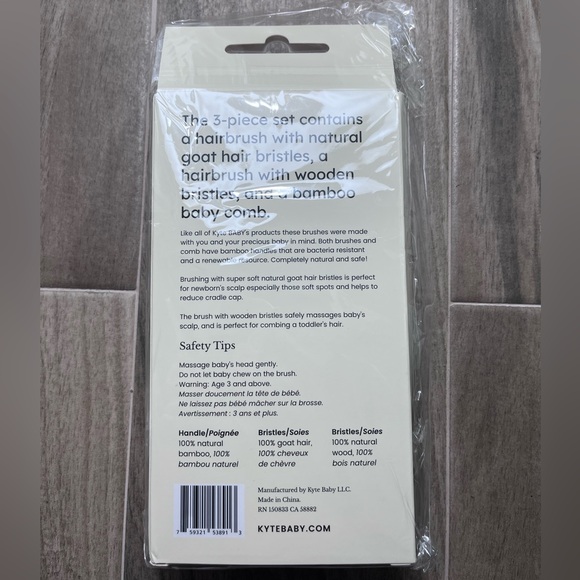 The 3-piece set contains
a hairbrush with natural
goat hair bristles, a
hairbrush with wooden
bristles, and a bamboo
baby comb.
Like all of Kyte BABY's products these brushes were made
with you and your precious baby in mind. Both brushes and
comb have bamboo handles that are bacteria resistant
and a renewable resource. Completely natural and safe!
Brushing with super soft natural goat hair bristles is perfect
for newborn's scalp especially those soft spots and helps to
reduce cradle cap.
The brush with wooden bristles safely massages baby's
scalp, and is perfect for combing a toddler's hair.
Safety Tips
Massage baby's head gently.
Do not let baby chew on the brush.
Warning: Age 3 and above.
Masser doucement la tête de bébé.
Ne laissez pas bébé mâcher sur la brosse.
Avertissement : 3 ans et plus.
Handle/Poignée
100% natural
bamboo, 100%
bambou naturel
Bristles/Soies
100% goat hair,
100% cheveux
de chèvre
Bristles/Soies
100% natural
wood, 100%
bois naturel
Manufactured by Kyte Baby LLC.
Made in China.
RN 150833 CA 58882
KYTEBABY.COM
7 59321 53891 3